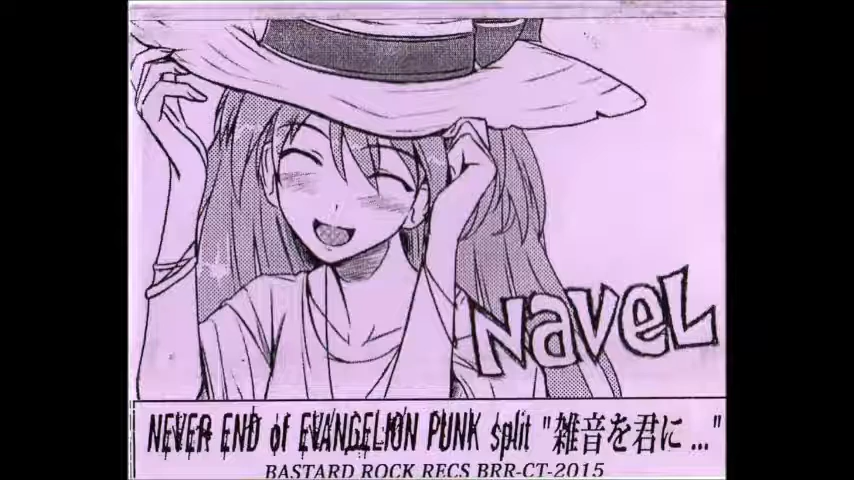 NaVeL
NEVER END of EVANGELION PUNK split "雑音を君に..."
BASTARD ROCK RECS BRR-CT-2015